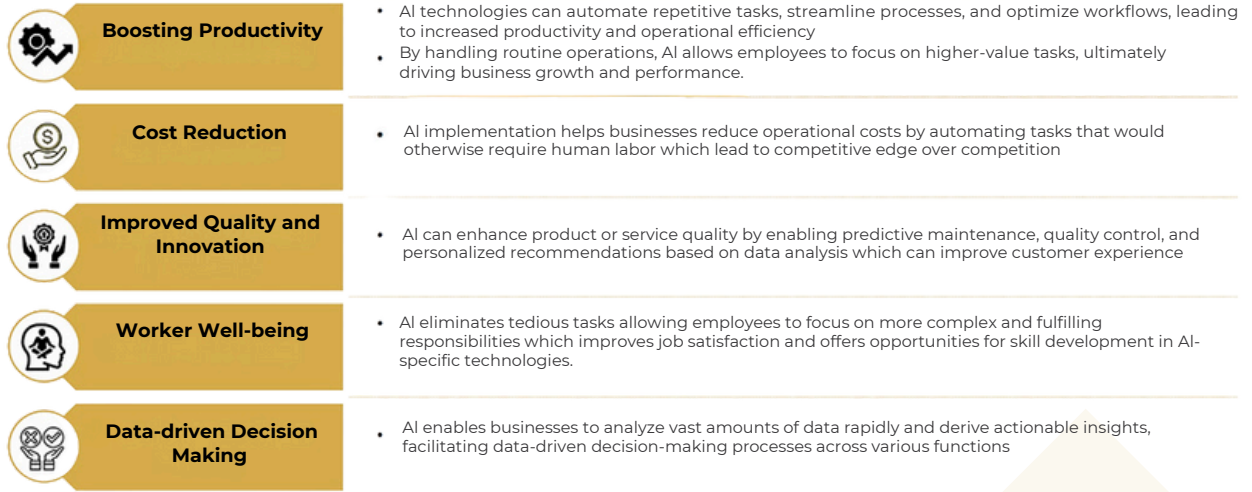 Boosting Productivity
• AI technologies can automate repetitive tasks, streamline processes, and optimize workflows, leading
to increased productivity and operational efficiency
• By handling routine operations, AI allows employees to focus on higher-value tasks, ultimately
driving business growth and performance.
Cost Reduction
• AI implementation helps businesses reduce operational costs by automating tasks that would
otherwise require human labor which lead to competitive edge over competition
Improved Quality and
Innovation
• AI can enhance product or service quality by enabling predictive maintenance, quality control, and
personalized recommendations based on data analysis which can improve customer experience
Worker Well-being
• AI eliminates tedious tasks allowing employees to focus on more complex and fulfilling
responsibilities which improves job satisfaction and offers opportunities for skill development in AI-
specific technologies.
Data-driven Decision
Making
• AI enables businesses to analyze vast amounts of data rapidly and derive actionable insights,
facilitating data-driven decision-making processes across various functions